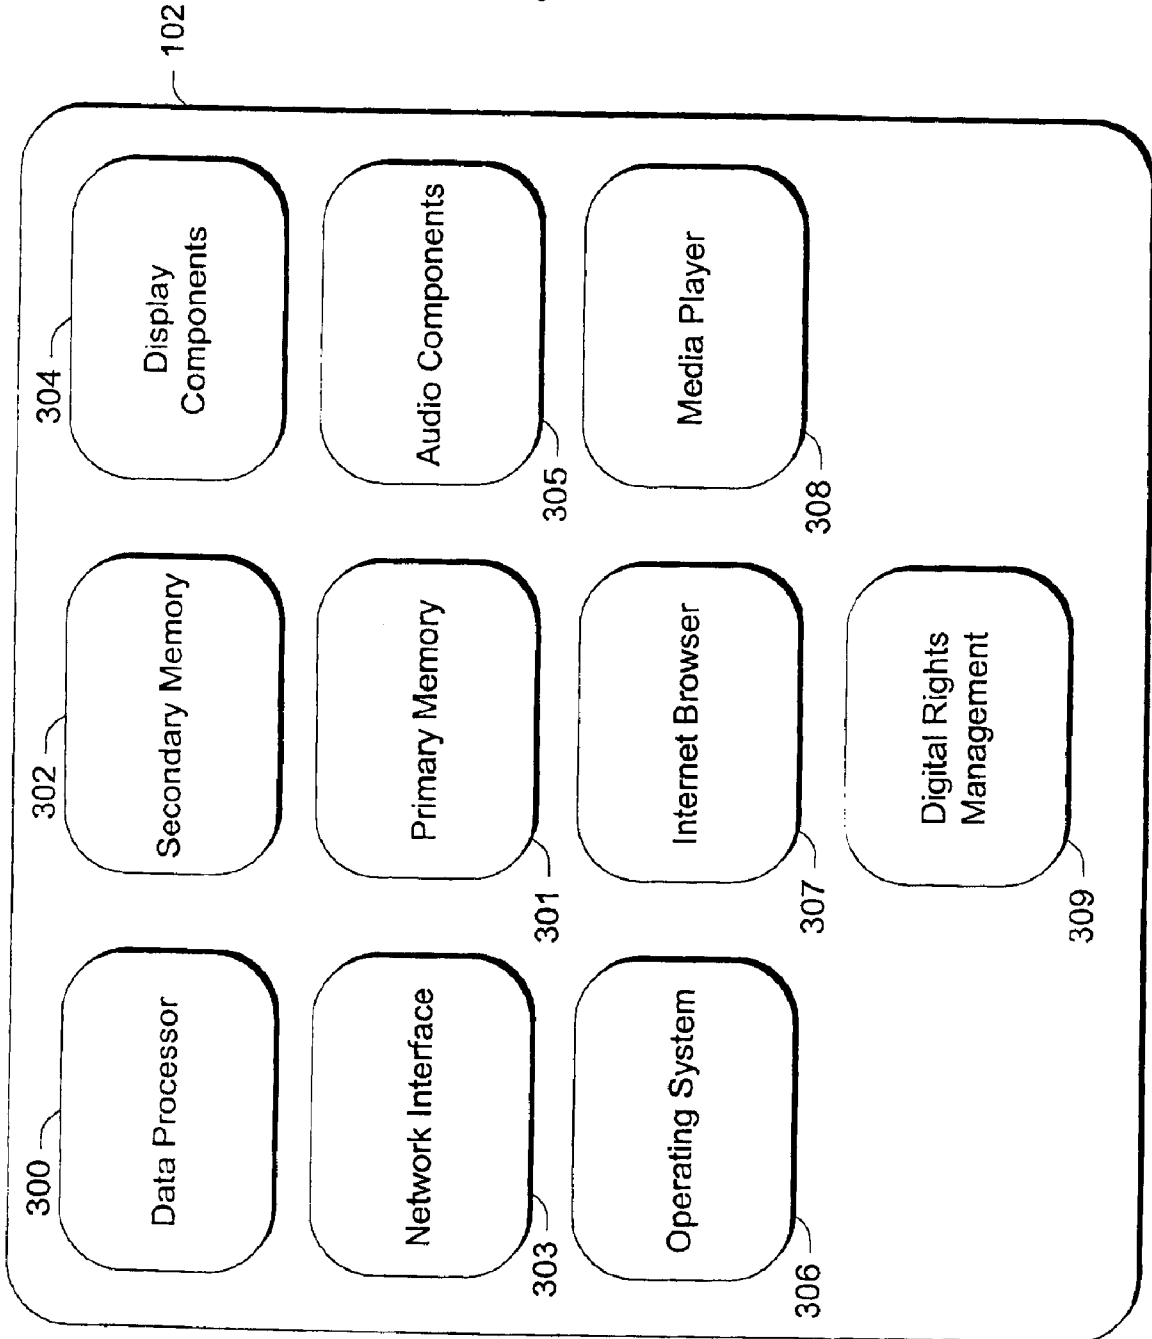 300
302
304
Data Processor
Secondary Memory
Display
Components
102
Network Interface
Primary Memory
Audio Components
303
301
305
Operating System
Internet Browser
Media Player
306
307
308
Digital Rights
Management
309